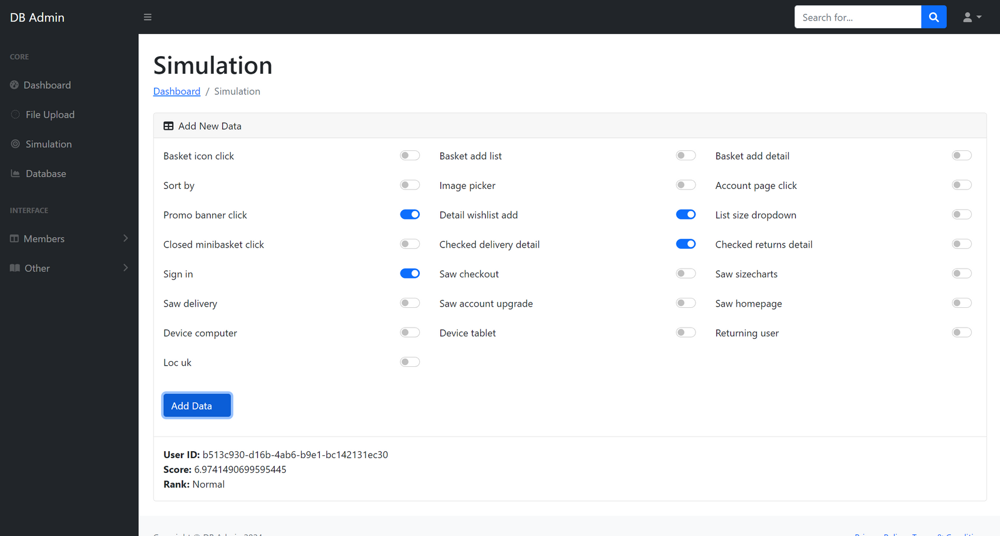 DB Admin
Search for...
CORE
Dashboard
File Upload
Simulation
Database
INTERFACE
Members
Other
Simulation
Dashboard / Simulation
Add New Data
Basket icon click
Basket add list
Basket add detail
Sort by
Image picker
Account page click
Promo banner click
Detail wishlist add
List size dropdown
Closed minibasket click
Checked delivery detail
Checked returns detail
Sign in
Saw checkout
Saw sizecharts
Saw delivery
Saw account upgrade
Saw homepage
Device computer
Device tablet
Returning user
Loc uk
Add Data
User ID: b513c930-d16b-4ab6-b9e1-bc142131ec30
Score: 6.9741490699595445
Rank: Normal